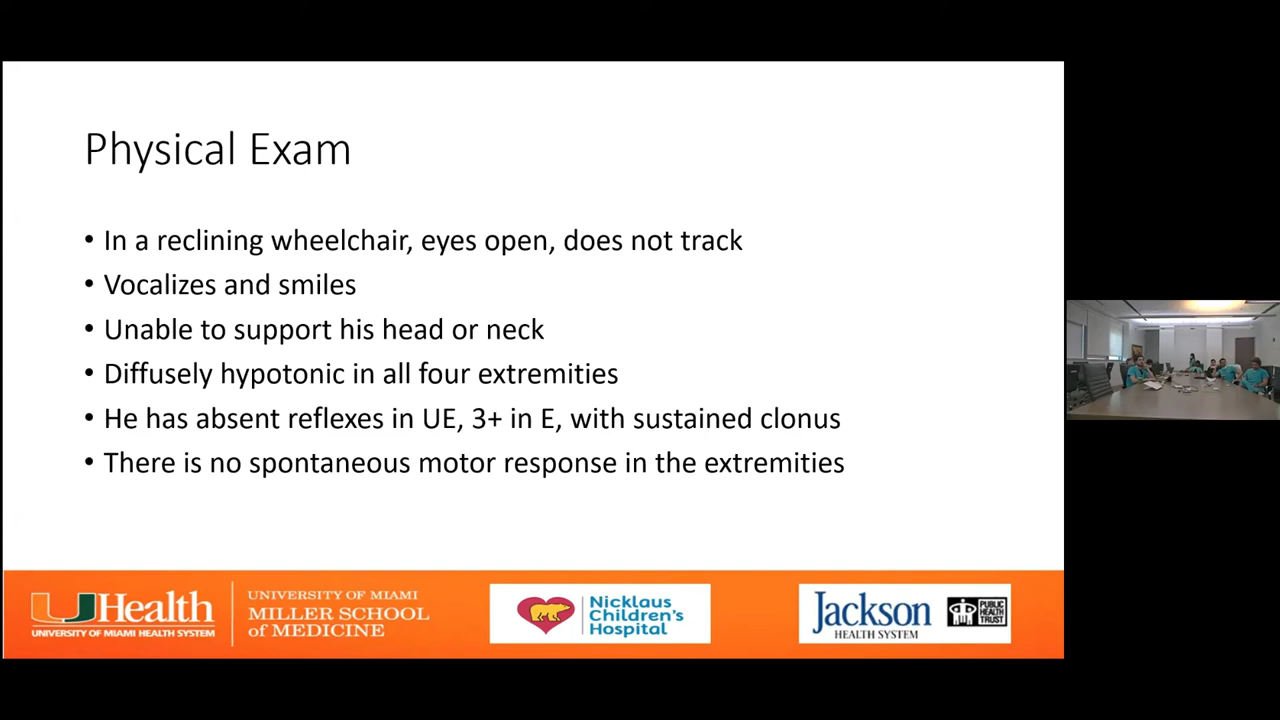 Physical Exam
• In a reclining wheelchair, eyes open, does not track
• Vocalizes and smiles
• Unable to support his head or neck
• Diffusely hypotonic in all four extremities
• He has absent reflexes in UE, 3+ in E, with sustained clonus
• There is no spontaneous motor response in the extremities
UHealth
UNIVERSITY OF MIAMI HEALTH SYSTEM
UNIVERSITY OF MIAMI
MILLER SCHOOL
of MEDICINE
Nicklaus
Children's
Hospital
Jackson
HEALTH SYSTEM
PUBLIC
HEALTH
TRUST